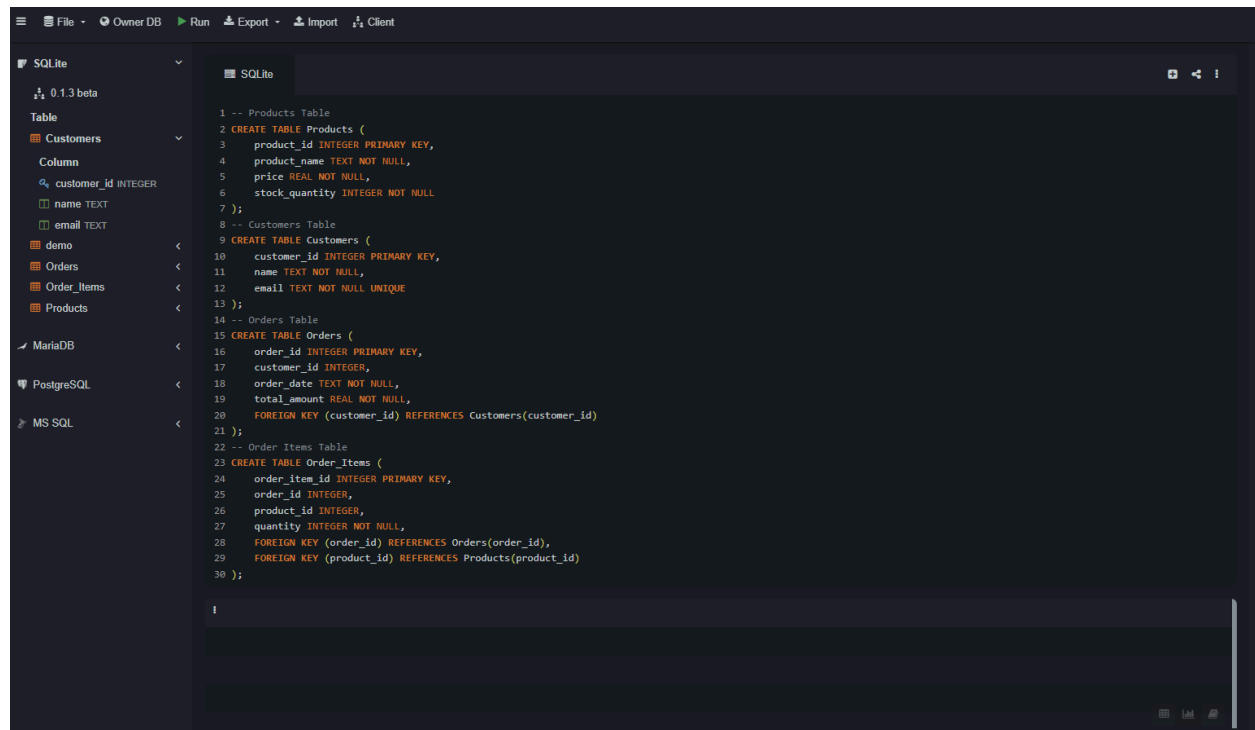 File Owner DB Run Export Import Client
SQLite
0.1.3 beta
Table
Customers
Column
customer_id INTEGER
name TEXT
email TEXT
demo
Orders
Order_Items
Products
MariaDB
PostgreSQL
MS SQL
SQLite
1 -- Products Table
2 CREATE TABLE Products (
3 product_id INTEGER PRIMARY KEY,
4 product_name TEXT NOT NULL,
5 price REAL NOT NULL,
6 stock_quantity INTEGER NOT NULL
7 );
8 -- Customers Table
9 CREATE TABLE Customers (
10 customer_id INTEGER PRIMARY KEY,
11 name TEXT NOT NULL,
12 email TEXT NOT NULL UNIQUE
13 );
14 -- Orders Table
15 CREATE TABLE Orders (
16 order_id INTEGER PRIMARY KEY,
17 customer_id INTEGER,
18 order_date TEXT NOT NULL,
19 total_amount REAL NOT NULL,
20 FOREIGN KEY (customer_id) REFERENCES Customers(customer_id)
21 );
22 -- Order Items Table
23 CREATE TABLE Order_Items (
24 order_item_id INTEGER PRIMARY KEY,
25 order_id INTEGER,
26 product_id INTEGER,
27 quantity INTEGER NOT NULL,
28 FOREIGN KEY (order_id) REFERENCES Orders(order_id),
29 FOREIGN KEY (product_id) REFERENCES Products(product_id)
30 );